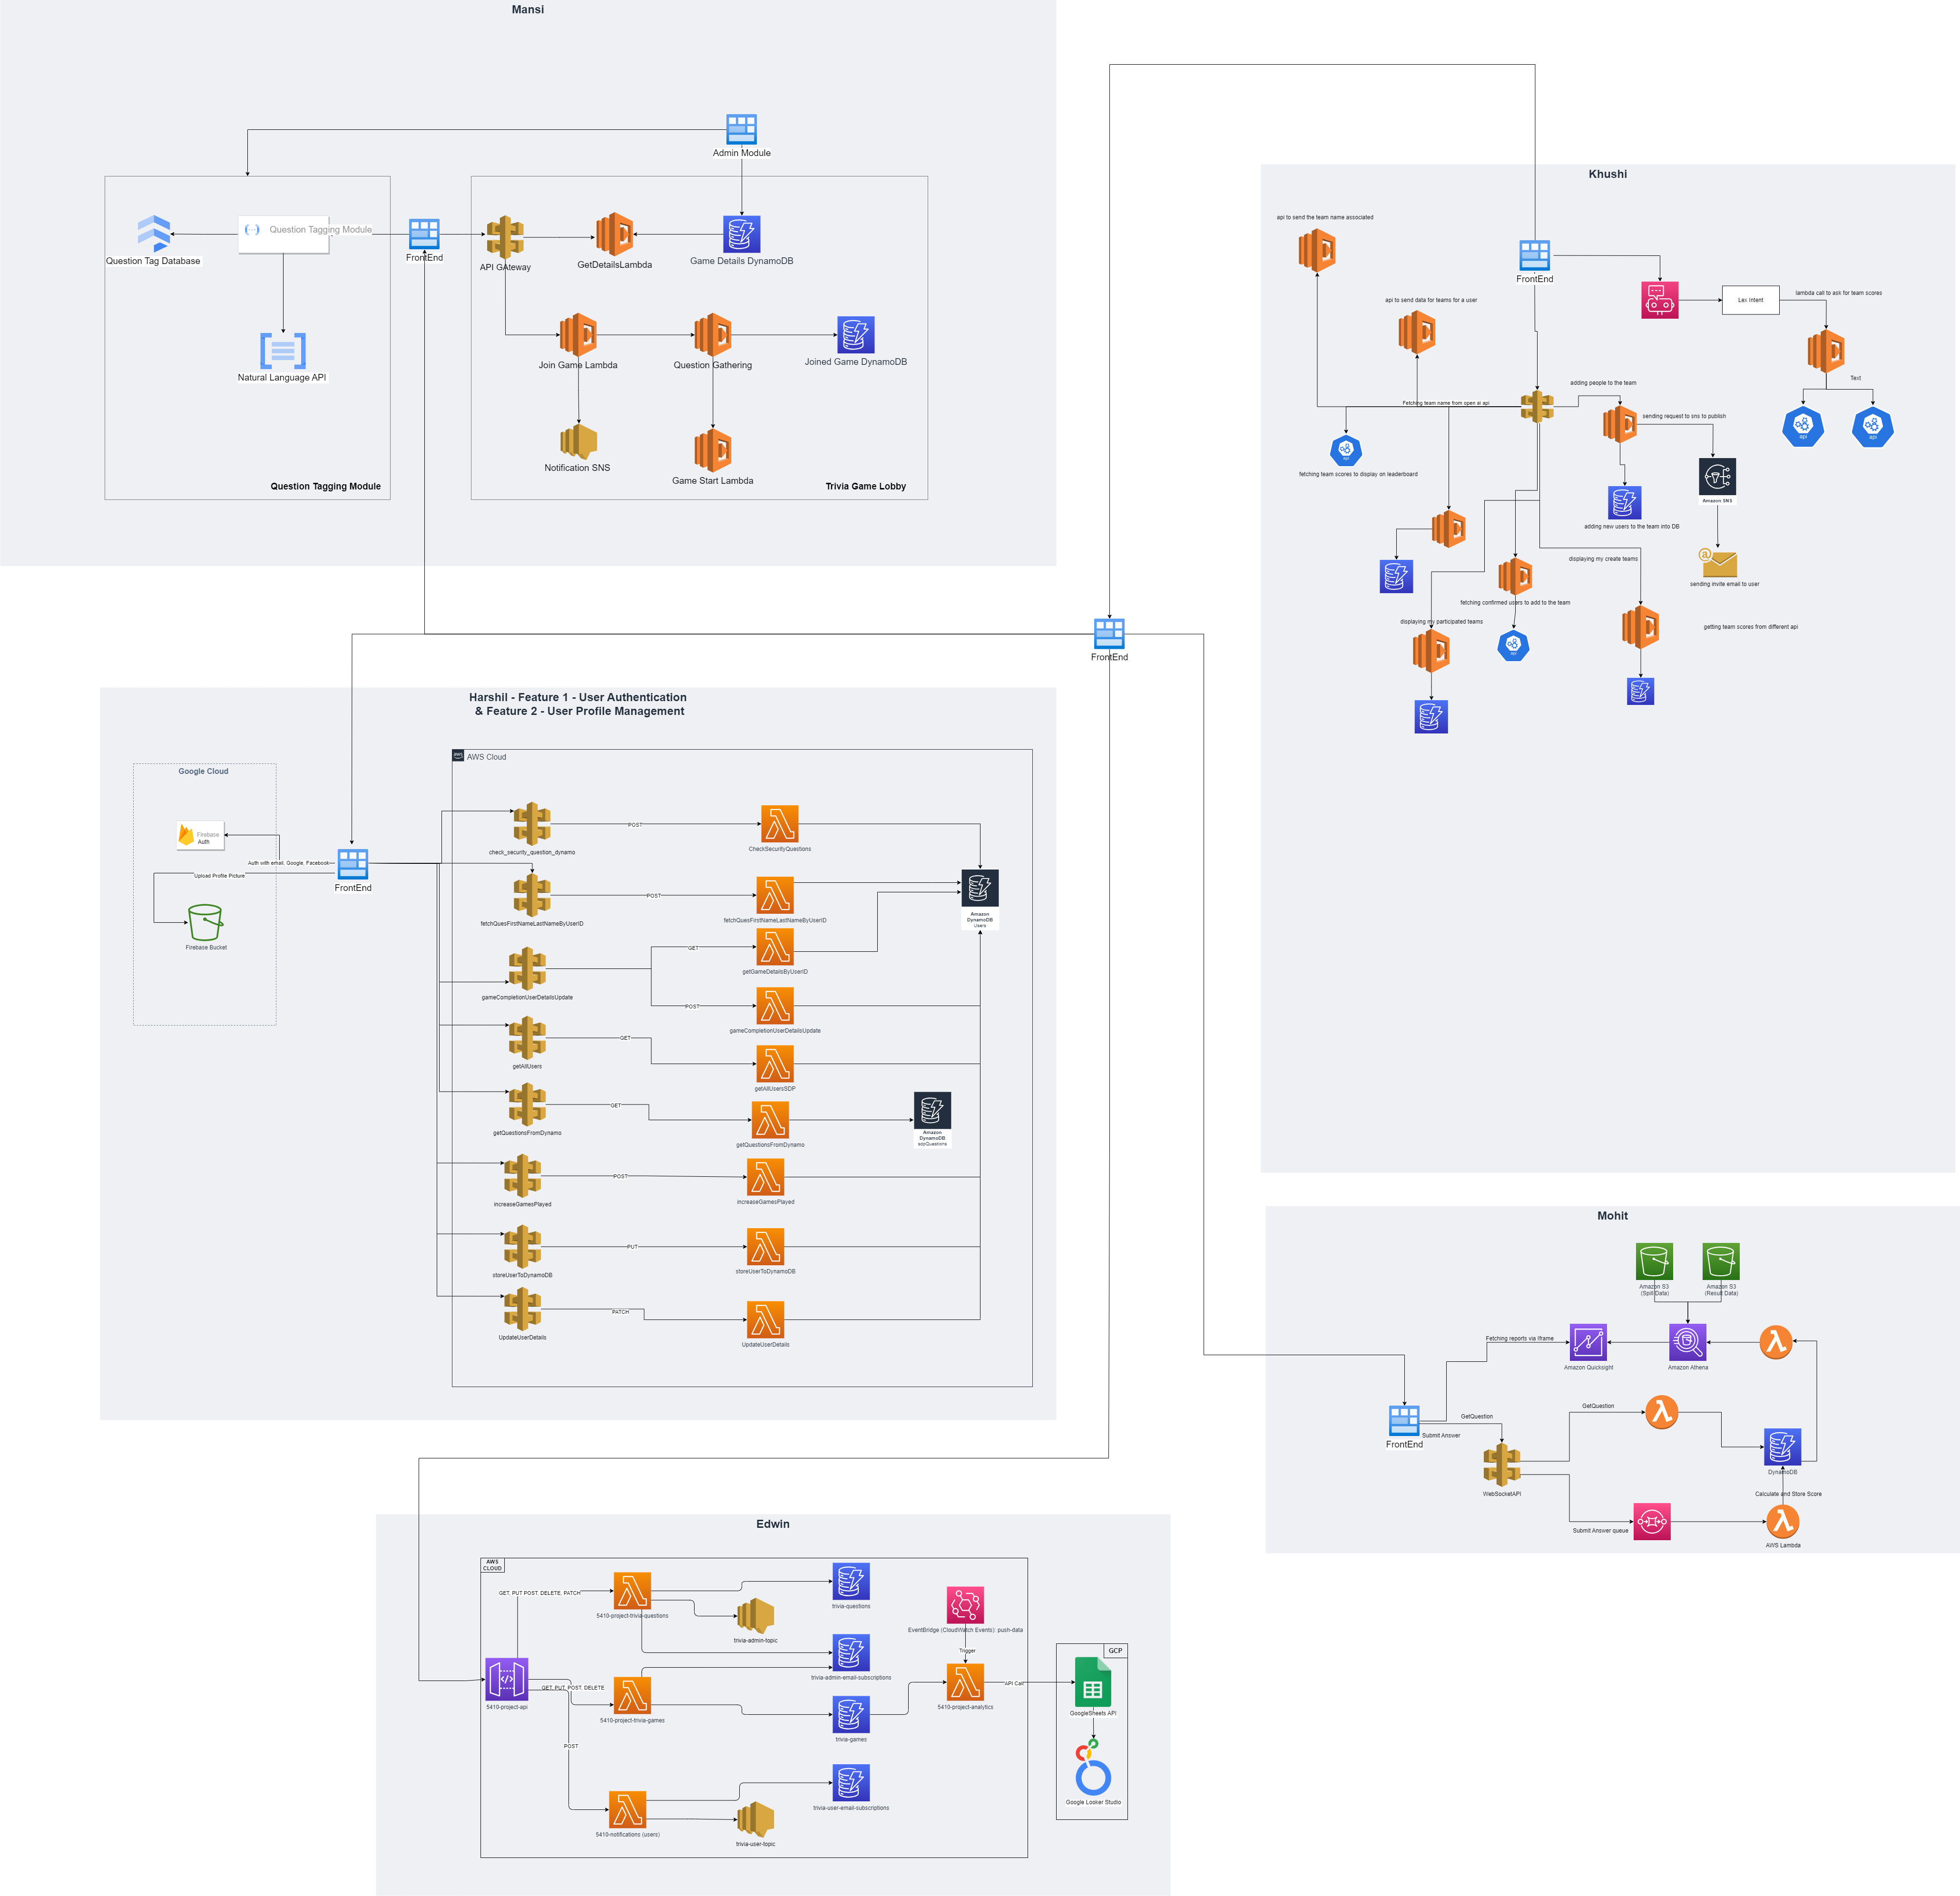 Mansi
Admin Module
Question Tagging Module
Question Tag Database
FrontEnd
API GAteway
GetDetailsLambda
Game Details DynamoDB
Natural Language API
Join Game Lambda
Question Gathering
Joined Game DynamoDB
Notification SNS
Game Start Lambda
Question Tagging Module
Trivia Game Lobby
Khushi
api to send the team name associated
FrontEnd
api to send data for teams for a user
Lex Intent
lambda call to ask for team scores
Text
api
api
adding people to the team
Fetching team name from open ai api
sending request to sns to publish
api
fetching team scores to display on leaderboard
Amazon SNS
adding new users to the team into DB
displaying my create teams
sending invite email to user
fetching confirmed users to add to the team
displaying my participated teams
getting team scores from different api
api
FrontEnd
Harshil - Feature 1 - User Authentication
& Feature 2 - User Profile Management
Google Cloud
Firebase
Auth
Auth with email, Google, Facebook
Upload Profile Picture
Firebase Bucket
FrontEnd
aws
AWS Cloud
check_security_question_dynamo
POST
CheckSecurityQuestions
fetchQuesFirstNameLastNameByUserID
POST
fetchQuesFirstNameLastNameByUserID
Amazon
DynamoDB
Users
gameCompletionUserDetailsUpdate
GET
getGameDetailsByUserID
POST
gameCompletionUserDetailsUpdate
getAllUsers
GET
getAllUsersSDP
getQuestionsFromDynamo
GET
getQuestionsFromDynamo
Amazon
DynamoDB
sdpQuestions
increaseGamesPlayed
POST
increaseGamesPlayed
storeUserToDynamoDB
PUT
storeUserToDynamoDB
UpdateUserDetails
PATCH
UpdateUserDetails
Mohit
Amazon S3
(Spill Data)
Amazon S3
(Result Data)
Fetching reports via Iframe
Amazon Quicksight
Amazon Athena
FrontEnd
GetQuestion
Submit Answer
GetQuestion
WebSocketAPI
DynamoDB
Calculate and Store Score
Submit Answer queue
AWS Lambda
Edwin
AWS
CLOUD
GET, PUT POST, DELETE, PATCH
5410-project-trivia-questions
trivia-questions
trivia-admin-topic
EventBridge (CloudWatch Events): push-data
Trigger
trivia-admin-email-subscriptions
5410-project-api
GET, PUT, POST, DELETE
5410-project-trivia-games
trivia-games
5410-project-analytics
API Call
GCP
GoogleSheets API
Google Looker Studio
POST
5410-notifications (users)
trivia-user-email-subscriptions
trivia-user-topic